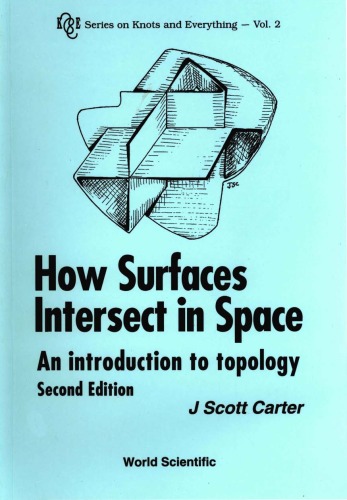 K&E Series on Knots and Everything — Vol. 2
JSC
How Surfaces
Intersect in Space
An introduction to topology
Second Edition
J Scott Carter
World Scientific